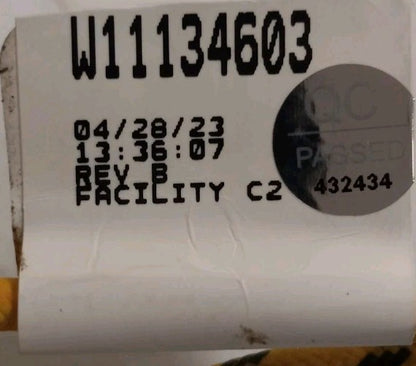 W11134603
04/28/23
13:36:07
REV B
FACILITY C2
QC
PASSED
432434